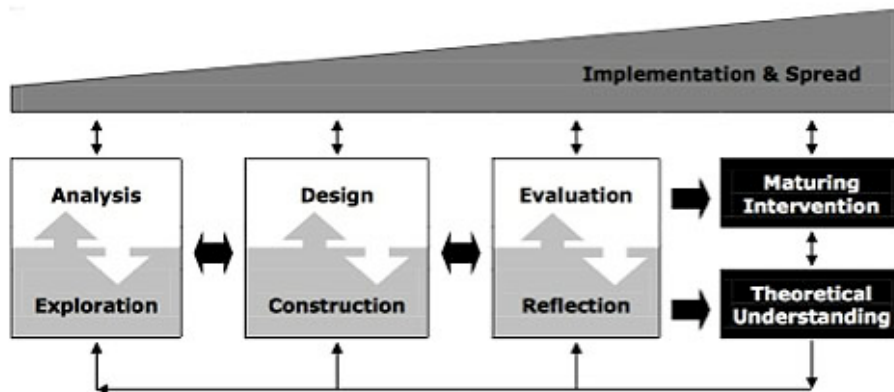 Implementation & Spread
Analysis
Design
Evaluation
Maturing
Intervention
Exploration
Construction
Reflection
Theoretical
Understanding